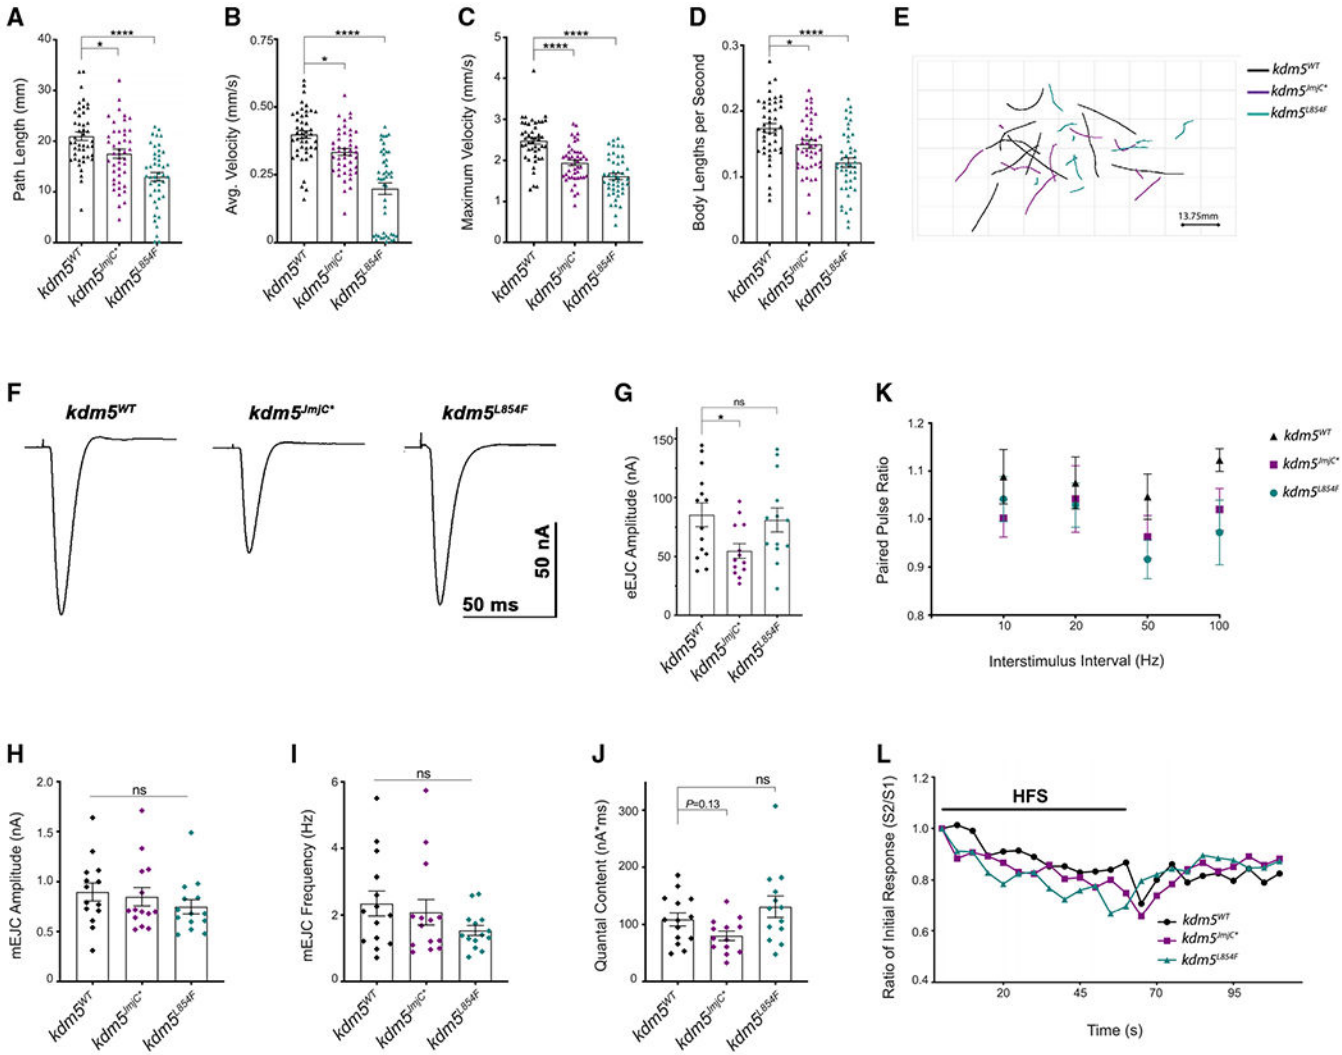 A
Path Length (mm)
40
30
20
10
0
*
****
kdm5WT
kdm5JmjC*
kdm5L854F
B
Avg. Velocity (mm/s)
0.75
0.50
0.25
0
*
****
kdm5WT
kdm5JmjC*
kdm5L854F
C
Maximum Velocity (mm/s)
5
4
3
2
1
0
****
****
kdm5WT
kdm5JmjC*
kdm5L854F
D
Body Lengths per Second
0.3
0.2
0.1
0
****
*
kdm5WT
kdm5JmjC*
kdm5L854F
E
kdm5WT
kdm5JmjC*
kdm5L854F
13.75mm
F
kdm5WT
kdm5JmjC*
kdm5L854F
50 nA
50 ms
G
eEJC Amplitude (nA)
150
100
50
0
ns
*
kdm5WT
kdm5JmjC*
kdm5L854F
K
Paired Pulse Ratio
1.2
1.1
1.0
0.9
0.8
10 20 50 100
Interstimulus Interval (Hz)
kdm5WT
kdm5JmjC*
kdm5L854F
H
mEJC Amplitude (nA)
2.0
1.5
1.0
0.5
0
ns
kdm5WT
kdm5JmjC*
kdm5L854F
I
mEJC Frequency (Hz)
6
4
2
0
ns
kdm5WT
kdm5JmjC*
kdm5L854F
J
Quantal Content (nA*ms)
300
200
100
0
ns
P=0.13
kdm5WT
kdm5JmjC*
kdm5L854F
L
Ratio of Initial Response (S2/S1)
1.2
1.0
0.8
0.6
0.4
HFS
kdm5WT
kdm5JmjC*
kdm5L854F
20 45 70 95
Time (s)